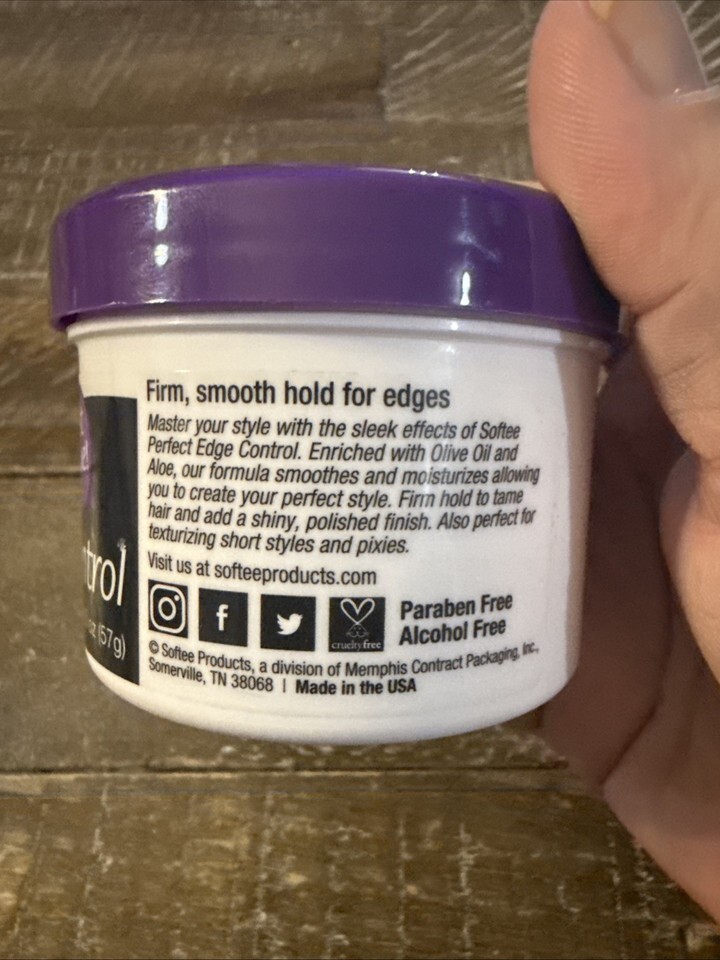 Firm, smooth hold for edges
Master your style with the sleek effects of Softee
Perfect Edge Control. Enriched with Olive Oil and
Aloe, our formula smoothes and moisturizes allowing
you to create your perfect style. Firm hold to tame
hair and add a shiny, polished finish. Also perfect for
texturizing short styles and pixies.
Visit us at softeeproducts.com
crueltyfree
Paraben Free
Alcohol Free
© Softee Products, a division of Memphis Contract Packaging, Inc.,
Somerville, TN 38068 | Made in the USA
trol
oz (57g)